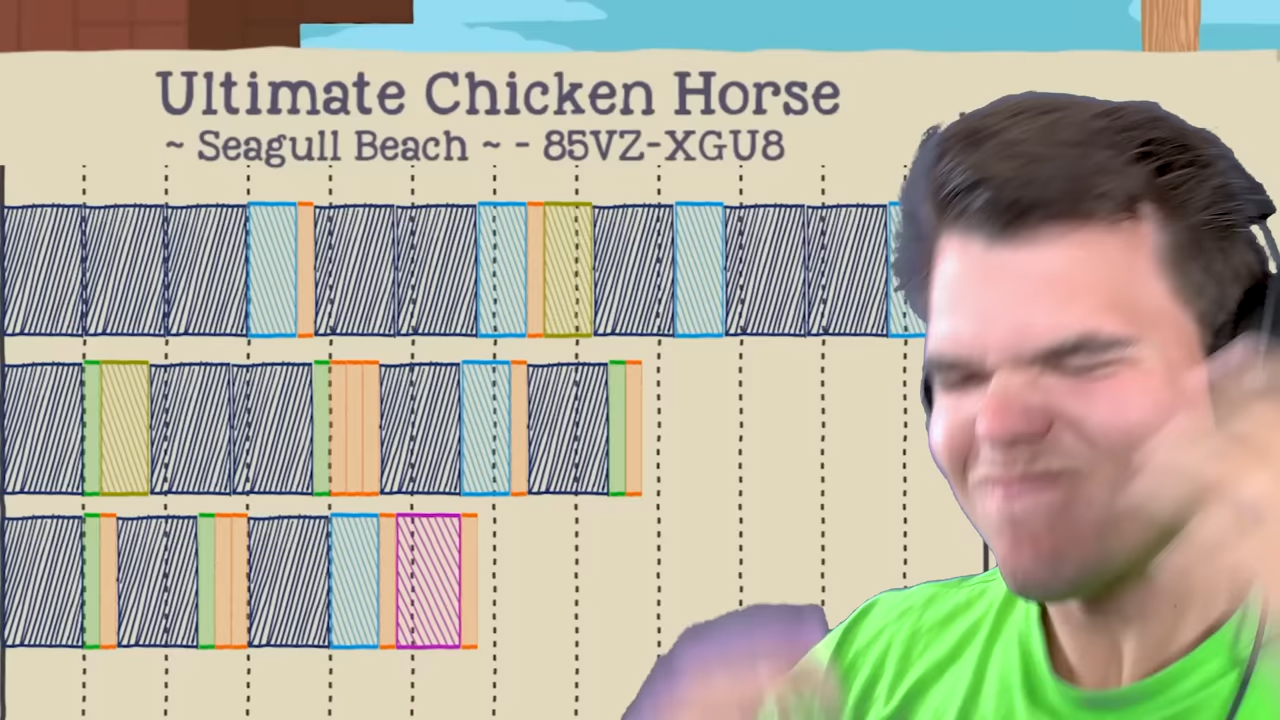 Ultimate Chicken Horse
~ Seagull Beach ~ - 85VZ-XGU8